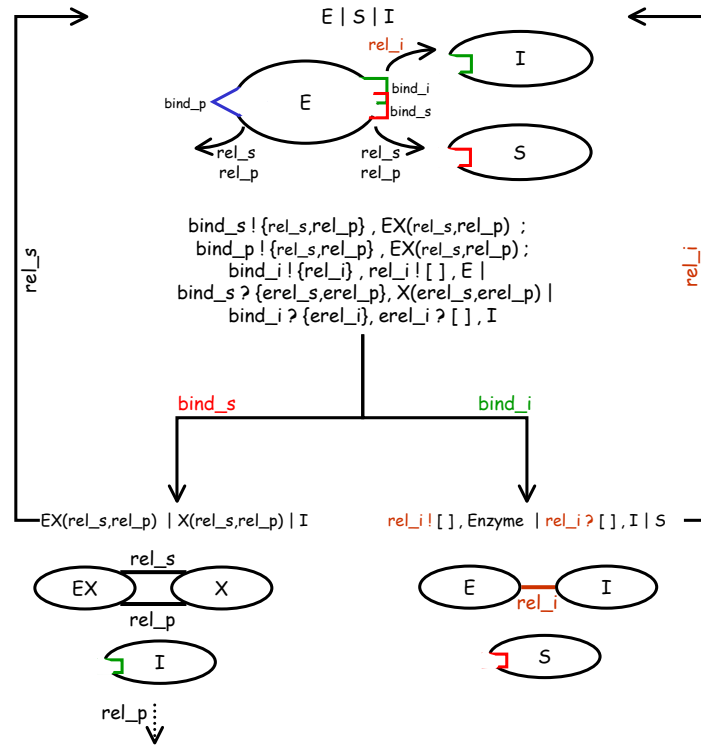 E | S | I
rel_i
I
bind_i
bind_p
E
bind_s
S
rel_s
rel_p
rel_s
rel_p
bind_s ! {rel_s,rel_p} , EX(rel_s,rel_p) ;
bind_p ! {rel_s,rel_p} , EX(rel_s,rel_p) ;
bind_i ! {rel_i} , rel_i ! [ ] , E |
bind_s ? {erel_s,erel_p}, X(erel_s,erel_p) |
bind_i ? {erel_i}, erel_i ? [ ] , I
rel_s
rel_i
bind_s
bind_i
EX(rel_s,rel_p) | X(rel_s,rel_p) | I
rel_i ! [ ] , Enzyme | rel_i ? [ ] , I | S
rel_s
EX
X
rel_p
I
rel_p
E
I
rel_i
S